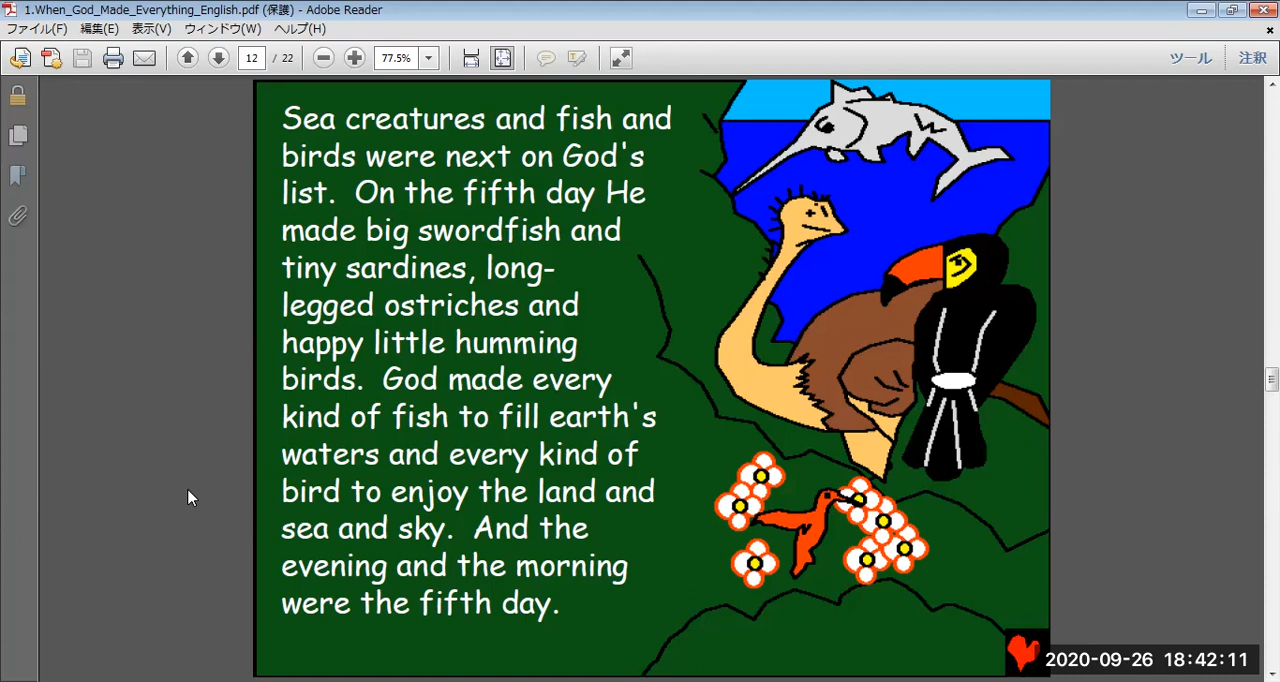 1.When_God_Made_Everything_English.pdf (保護) - Adobe Reader
ファイル(F) 編集(E) 表示(V) ウィンドウ(W) ヘルプ(H)
12 / 22 77.5% ツール 注釈
Sea creatures and fish and
birds were next on God's
list. On the fifth day He
made big swordfish and
tiny sardines, long-
legged ostriches and
happy little humming
birds. God made every
kind of fish to fill earth's
waters and every kind of
bird to enjoy the land and
sea and sky. And the
evening and the morning
were the fifth day.
2020-09-26 18:42:11